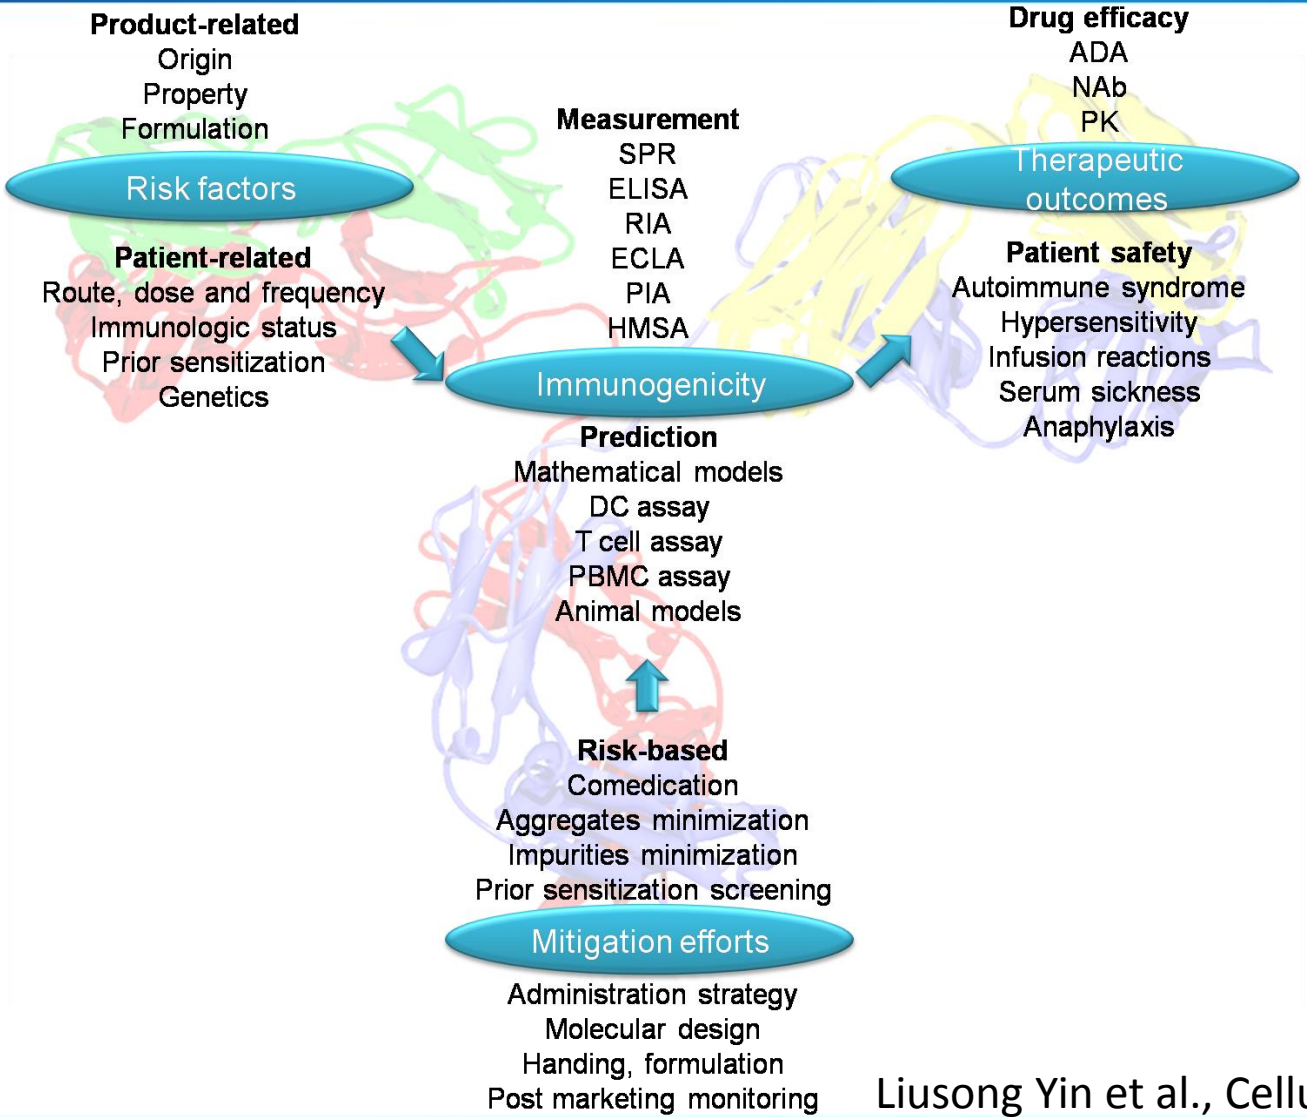 Product-related
Origin
Property
Formulation
Risk factors
Patient-related
Route, dose and frequency
Immunologic status
Prior sensitization
Genetics
Measurement
SPR
ELISA
RIA
ECLA
PIA
HMSA
Immunogenicity
Prediction
Mathematical models
DC assay
T cell assay
PBMC assay
Animal models
Drug efficacy
ADA
NAb
PK
Therapeutic
outcomes
Patient safety
Autoimmune syndrome
Hypersensitivity
Infusion reactions
Serum sickness
Anaphylaxis
Risk-based
Comedication
Aggregates minimization
Impurities minimization
Prior sensitization screening
Mitigation efforts
Administration strategy
Molecular design
Handing, formulation
Post marketing monitoring
Liusong Yin et al.,